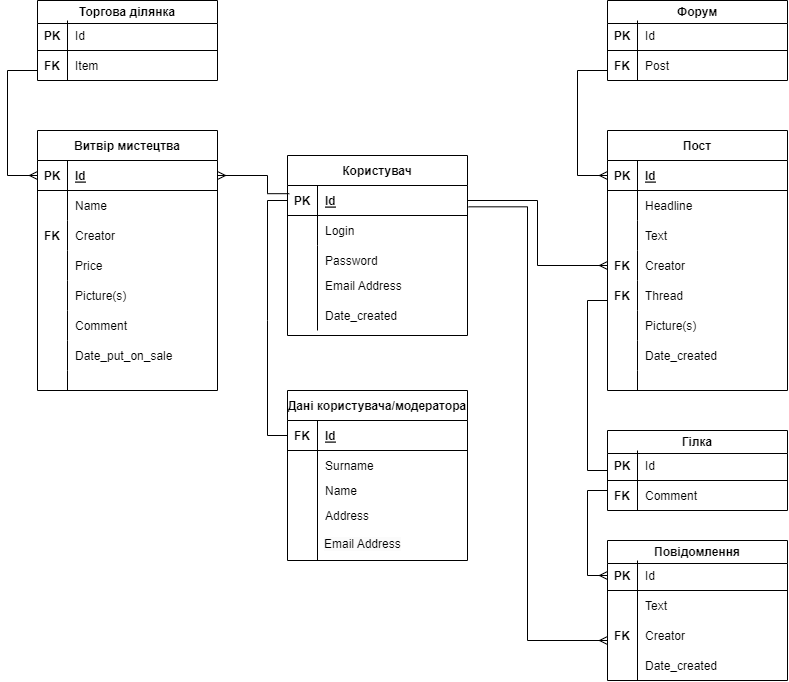 Торгова ділянка
PK Id
FK Item
Витвір мистецтва
PK Id
Name
FK Creator
Price
Picture(s)
Comment
Date_put_on_sale
Користувач
PK Id
Login
Password
Email Address
Date_created
Дані користувача/модератора
FK Id
Surname
Name
Address
Email Address
Форум
PK Id
FK Post
Пост
PK Id
Headline
Text
FK Creator
FK Thread
Picture(s)
Date_created
Гілка
PK Id
FK Comment
Повідомлення
PK Id
Text
FK Creator
Date_created